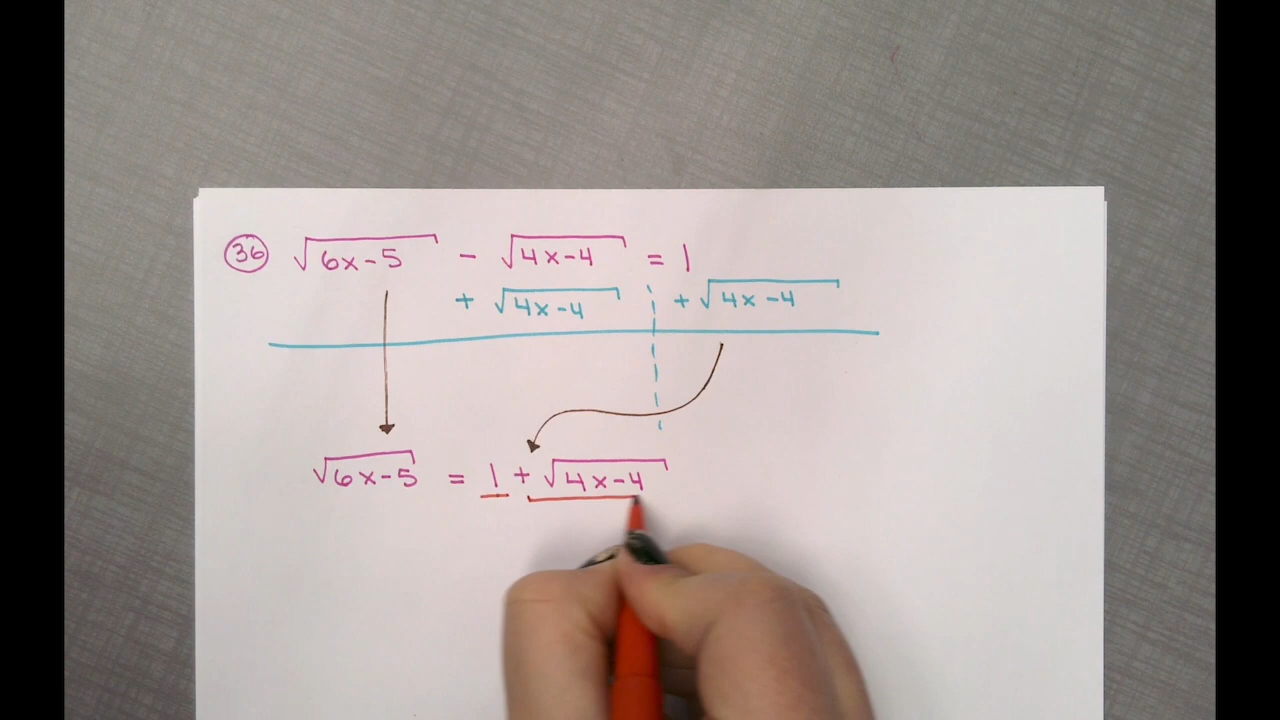 36 √6x-5 - √4x-4 = 1
+ √4x-4 + √4x-4
√6x-5 = 1 + √4x-4